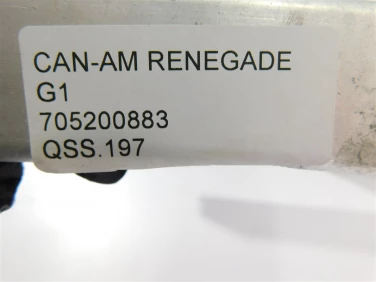 CAN-AM RENEGADE
G1
705200883
QSS.197